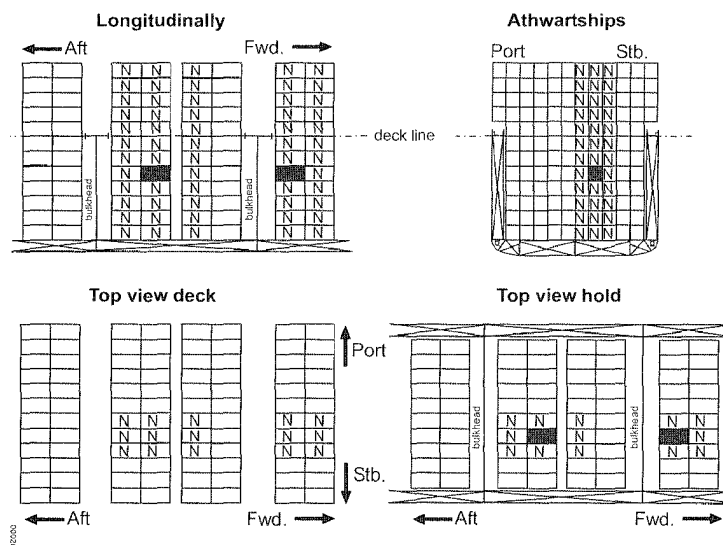 Longitudinally
Athwartships
Aft Fwd.
Port Stb.
N N N N N N N N
N N N N N N N N
N N N N N N N N
N N N N N N N N
N N N N N N N N
deck line
N N N N N N N N
N N N N N N N N
N N N N N
N N N N N N N N
N N N N N N N N
N N N N N N N N
N N N N N N N N
bulkhead
bulkhead
Top view deck
Port
N N N N N
N N N N N
N N N N N
Stb.
Aft Fwd.
Top view hold
bulkhead
bulkhead
N N N N N
N N N
N N N N N
Aft Fwd.